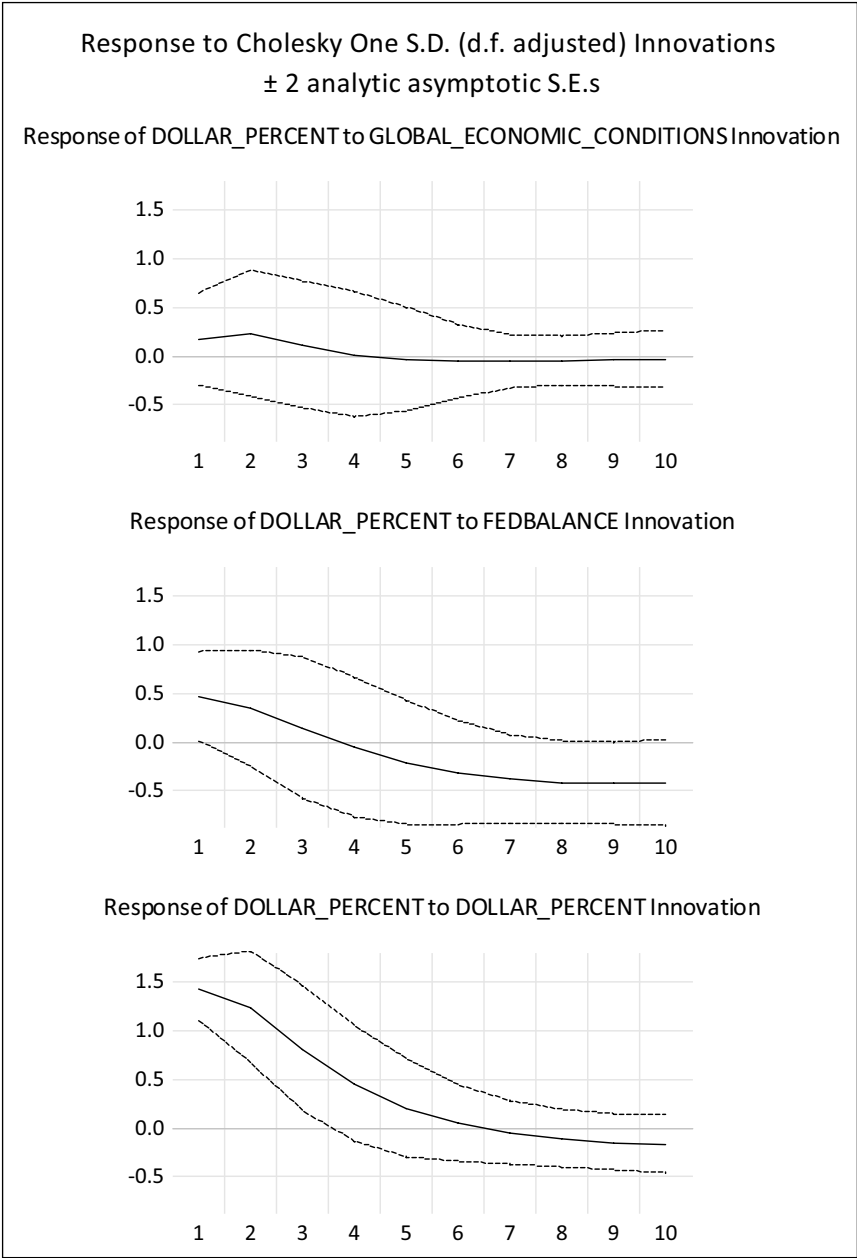 Response to Cholesky One S.D. (d.f. adjusted) Innovations
± 2 analytic asymptotic S.E.s
Response of DOLLAR_PERCENT to GLOBAL_ECONOMIC_CONDITIONS Innovation
1.5
1.0
0.5
0.0
-0.5
1 2 3 4 5 6 7 8 9 10
Response of DOLLAR_PERCENT to FEDBALANCE Innovation
1.5
1.0
0.5
0.0
-0.5
1 2 3 4 5 6 7 8 9 10
Response of DOLLAR_PERCENT to DOLLAR_PERCENT Innovation
1.5
1.0
0.5
0.0
-0.5
1 2 3 4 5 6 7 8 9 10